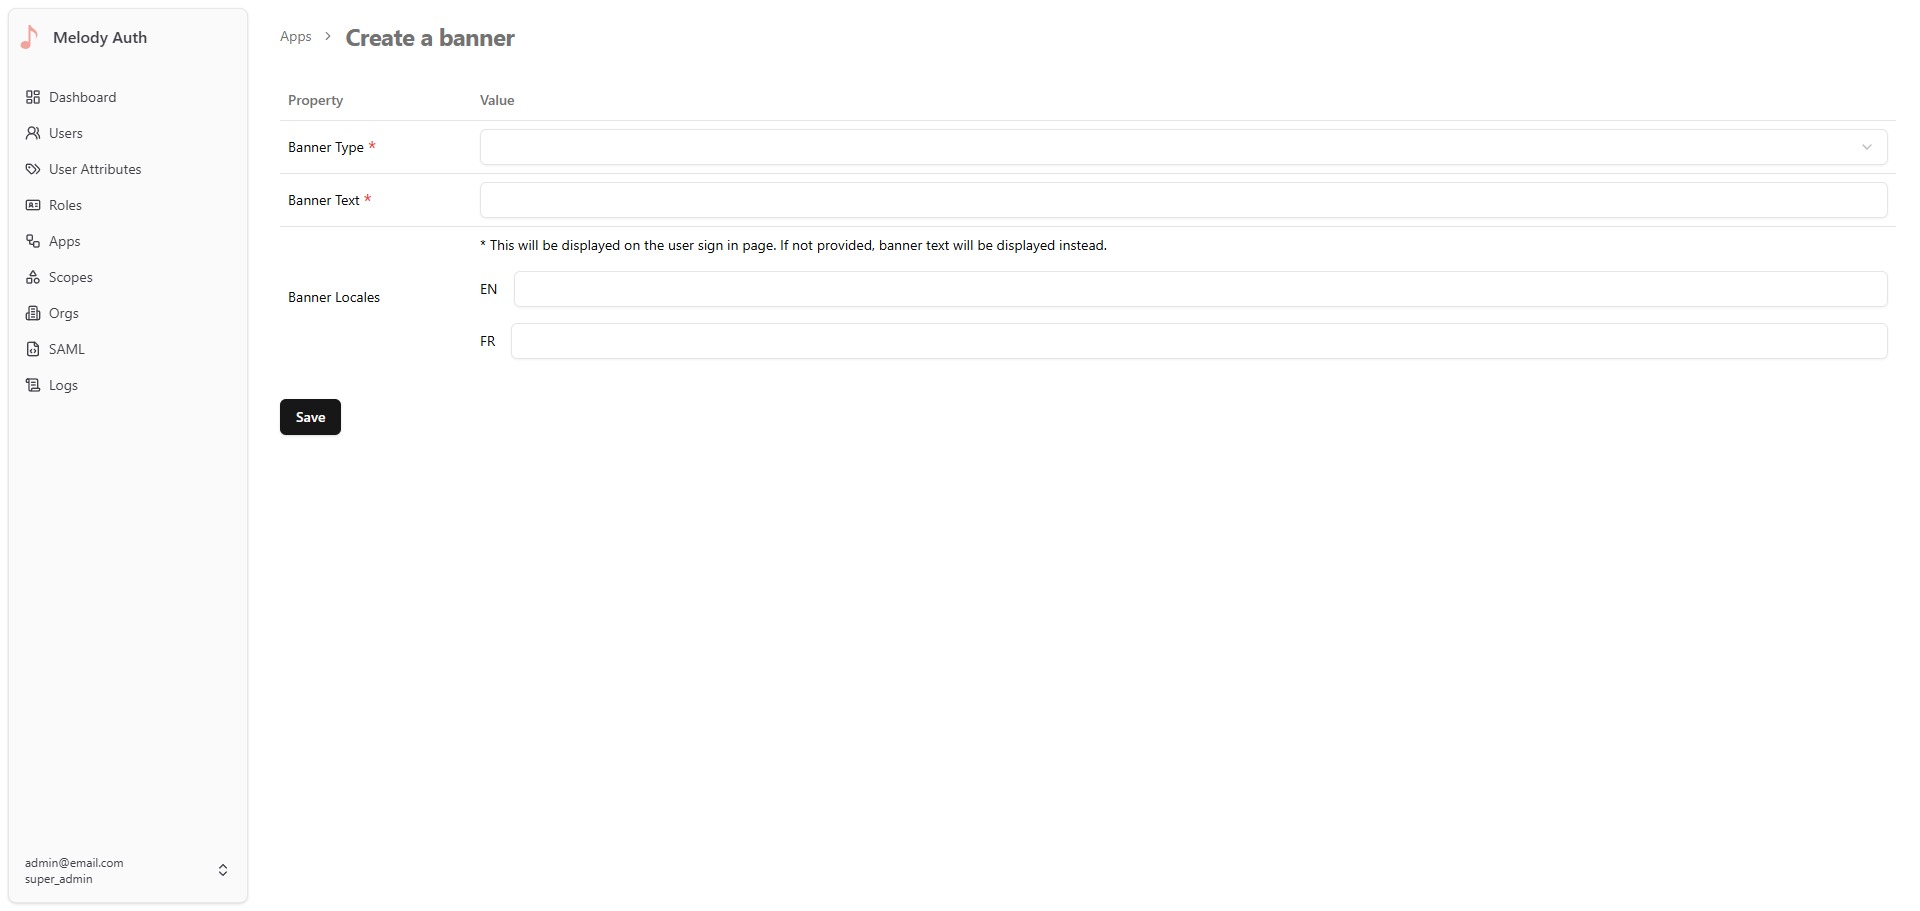 Melody Auth
Dashboard
Users
User Attributes
Roles
Apps
Scopes
Orgs
SAML
Logs
admin@email.com
super_admin
Apps > Create a banner
Property Value
Banner Type *
Banner Text *
Banner Locales
* This will be displayed on the user sign in page. If not provided, banner text will be displayed instead.
EN
FR
Save